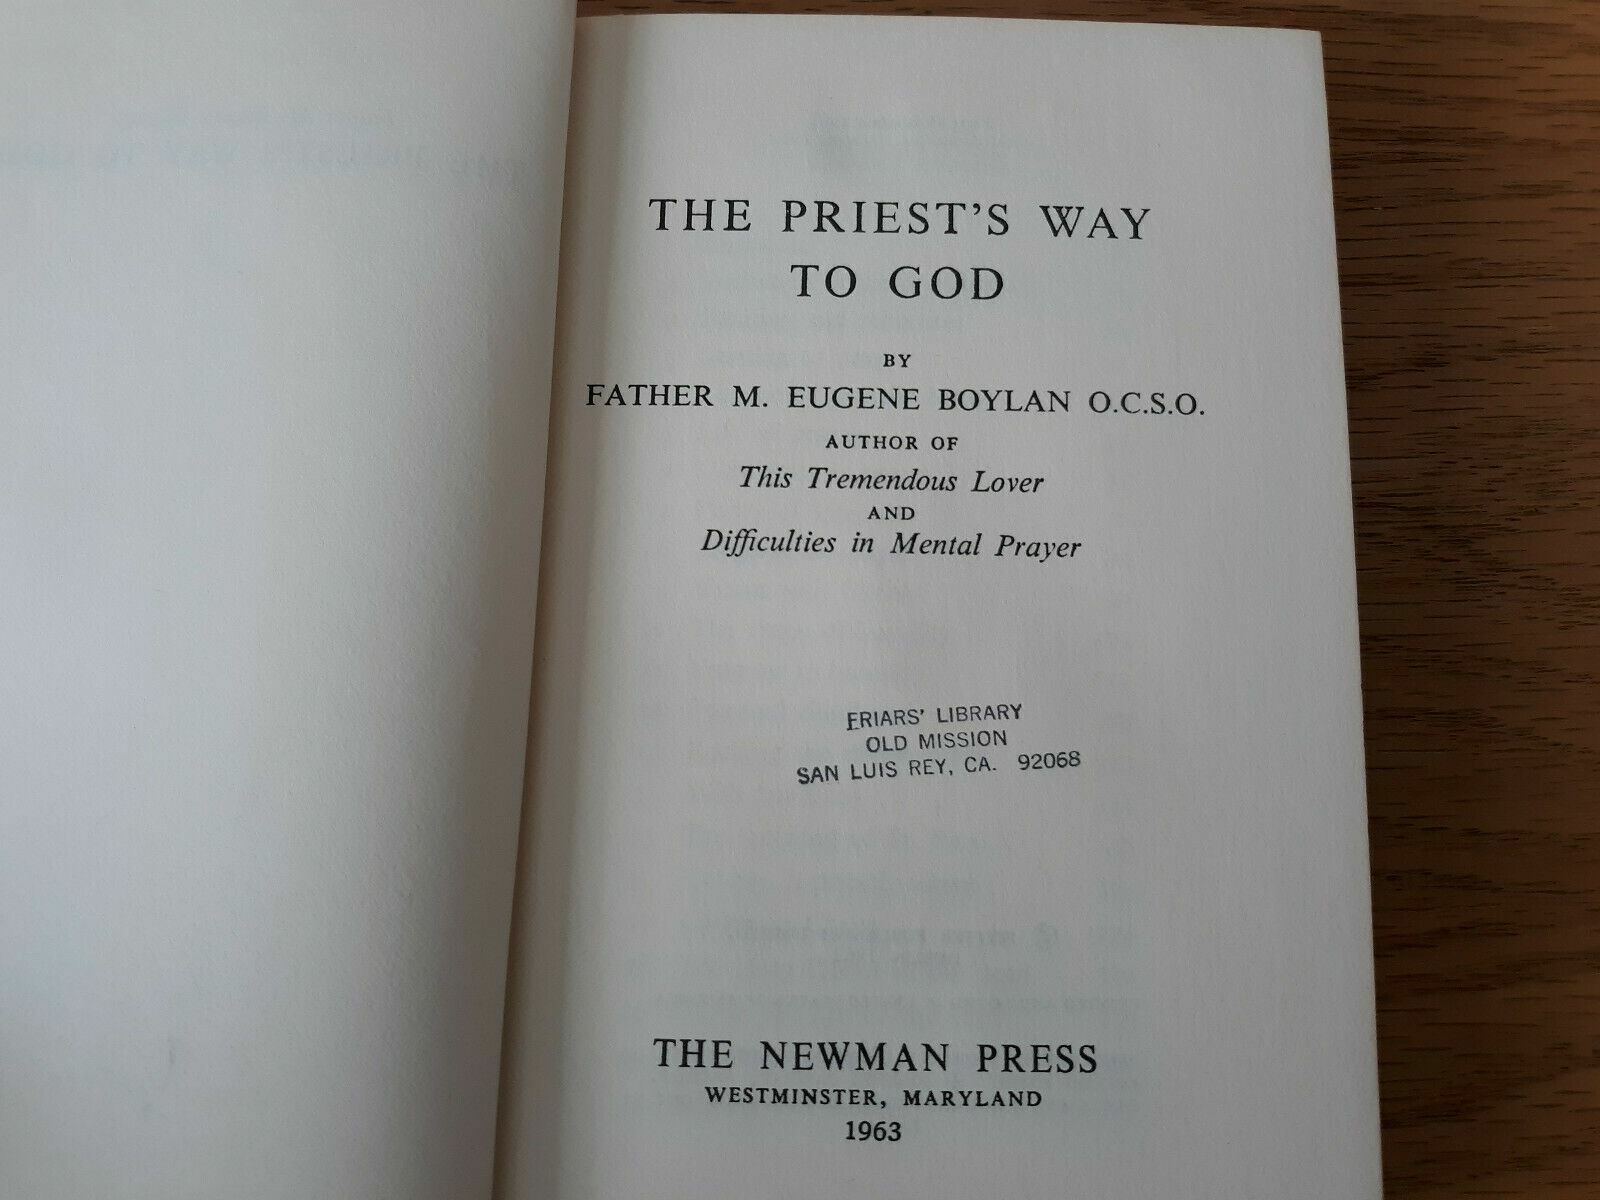 THE PRIEST'S WAY
TO GOD
BY
FATHER M. EUGENE BOYLAN O.C.S.O.
AUTHOR OF
This Tremendous Lover
AND
Difficulties in Mental Prayer
FRIARS' LIBRARY
OLD MISSION
SAN LUIS REY, CA. 92068
THE NEWMAN PRESS
WESTMINSTER, MARYLAND
1963